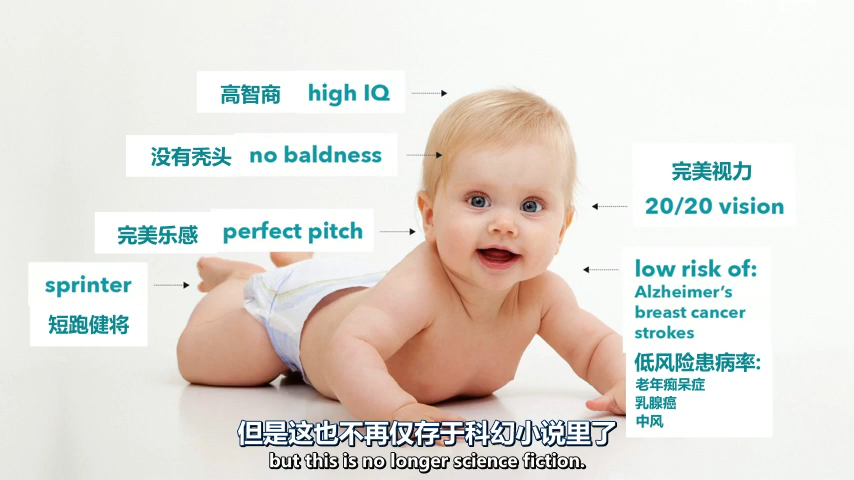 高智商 high IQ
没有秃头 no baldness
完美乐感 perfect pitch
sprinter
短跑健将
完美视力
20/20 vision
low risk of:
Alzheimer's
breast cancer
strokes
低风险患病率:
老年痴呆症
乳腺癌
中风
但是这也不再仅存于科幻小说里了
but this is no longer science fiction.